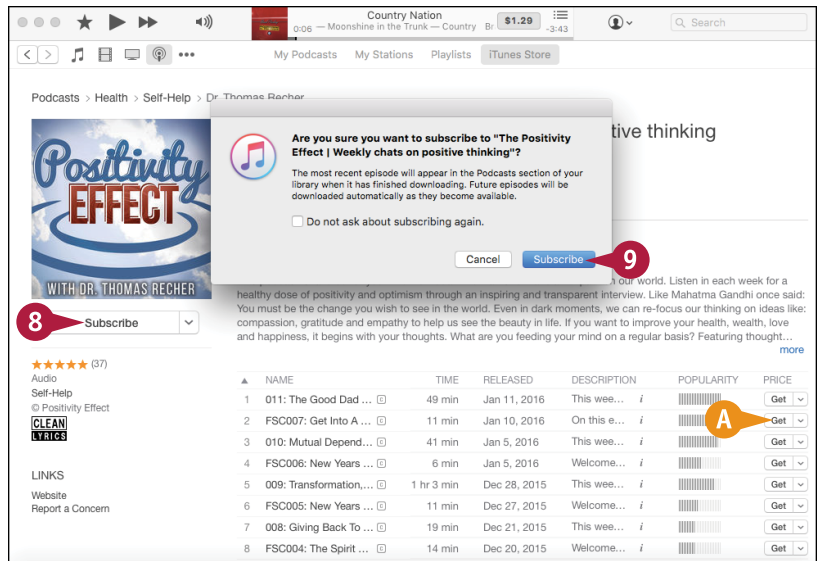 Country Nation
0:06 — Moonshine in the Trunk — Country Br
$1.29
-3:43
Search
My Podcasts My Stations Playlists iTunes Store
Podcasts > Health > Self-Help > Dr. Thomas Recher
tive thinking
Positivity
EFFECT
WITH DR. THOMAS RECHER
Are you sure you want to subscribe to "The Positivity
Effect | Weekly chats on positive thinking"?
The most recent episode will appear in the Podcasts section of your
library when it has finished downloading. Future episodes will be
downloaded automatically as they become available.
Do not ask about subscribing again.
Cancel Subscribe
9
8
Subscribe
our world. Listen in each week for a
healthy dose of positivity and optimism through an inspiring and transparent interview. Like Mahatma Gandhi once said:
You must be the change you wish to see in the world. Even in dark moments, we can re-focus our thinking on ideas like:
compassion, gratitude and empathy to help us see the beauty in life. If you want to improve your health, wealth, love
and happiness, it begins with your thoughts. What are you feeding your mind on a regular basis? Featuring thought…
more
(37)
Audio
Self-Help
© Positivity Effect
CLEAN
LYRICS
LINKS
Website
Report a Concern
NAME TIME RELEASED DESCRIPTION POPULARITY PRICE
1 011: The Good Dad ... C 49 min Jan 11, 2016 This wee... i Get
2 FSC007: Get Into A ... C 11 min Jan 10, 2016 On this e... i Get
A
3 010: Mutual Depend... C 41 min Jan 5, 2016 This wee... i Get
4 FSC006: New Years ... C 6 min Jan 5, 2016 Welcome... i Get
5 009: Transformation,... C 1 hr 3 min Dec 28, 2015 This wee... i Get
6 FSC005: New Years ... C 11 min Dec 27, 2015 Welcome... i Get
7 008: Giving Back To ... C 19 min Dec 21, 2015 This wee... i Get
8 FSC004: The Spirit ... C 14 min Dec 20, 2015 Welcome... i Get